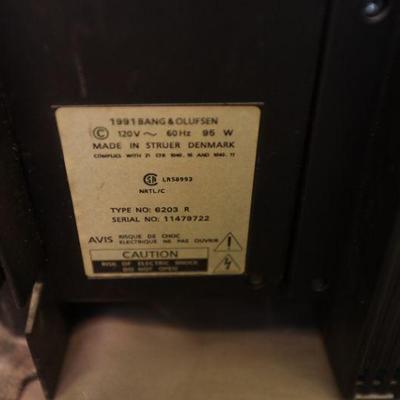 1991 BANG & OLUFSEN
© 120V ~ 60Hz 95 W
MADE IN STRUER DENMARK
COMPLIES WITH 21 CFR 1040.10 AND 1040.11
SA LR58993
NRTL/C
TYPE NO: 6203 R
SERIAL NO: 11479722
AVIS RISQUE DE CHOC
ELECTRIQUE NE PAS OUVRIR
CAUTION
RISK OF ELECTRIC SHOCK
DO NOT OPEN